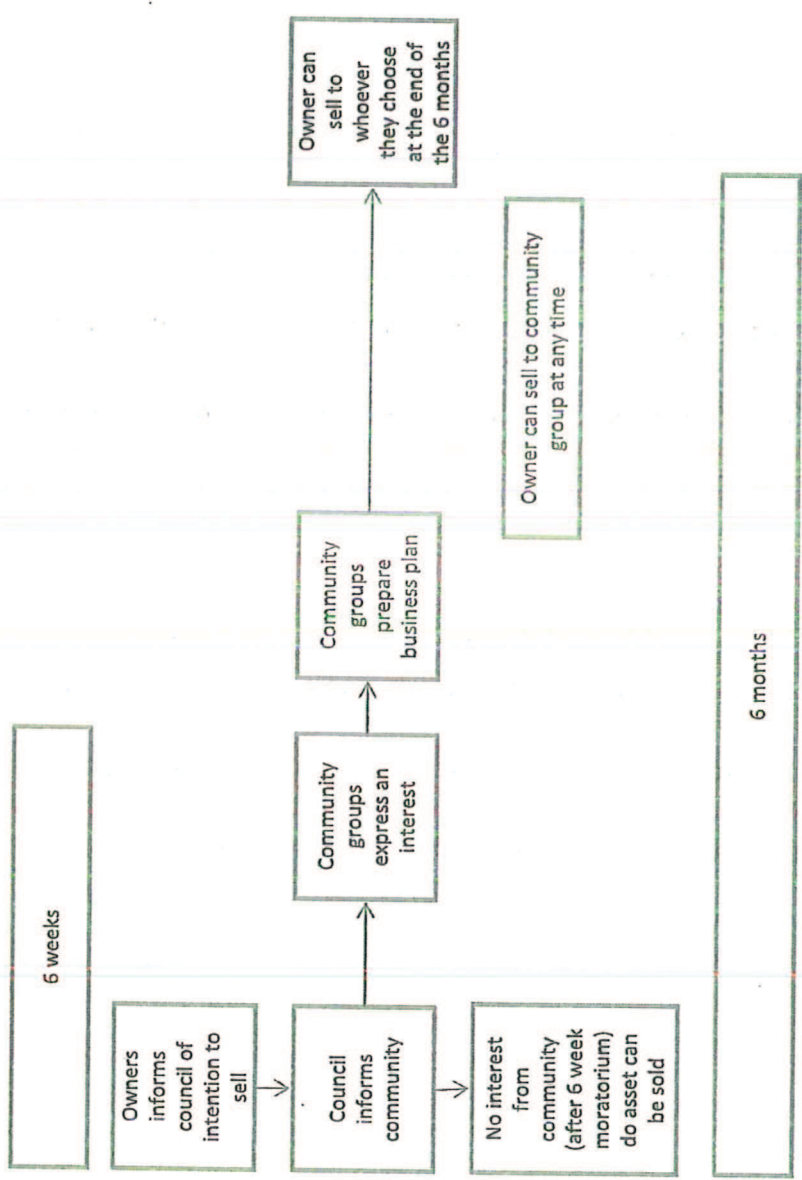 6 weeks
Owners
informs
council of
intention to
sell
Council
informs
community
No interest
from
community
(after 6 week
moratorium)
do asset can
be sold
Community
groups
express an
interest
Community
groups
prepare
business plan
Owner can
sell to
whoever
they choose
at the end of
the 6 months
Owner can sell to community
group at any time
6 months